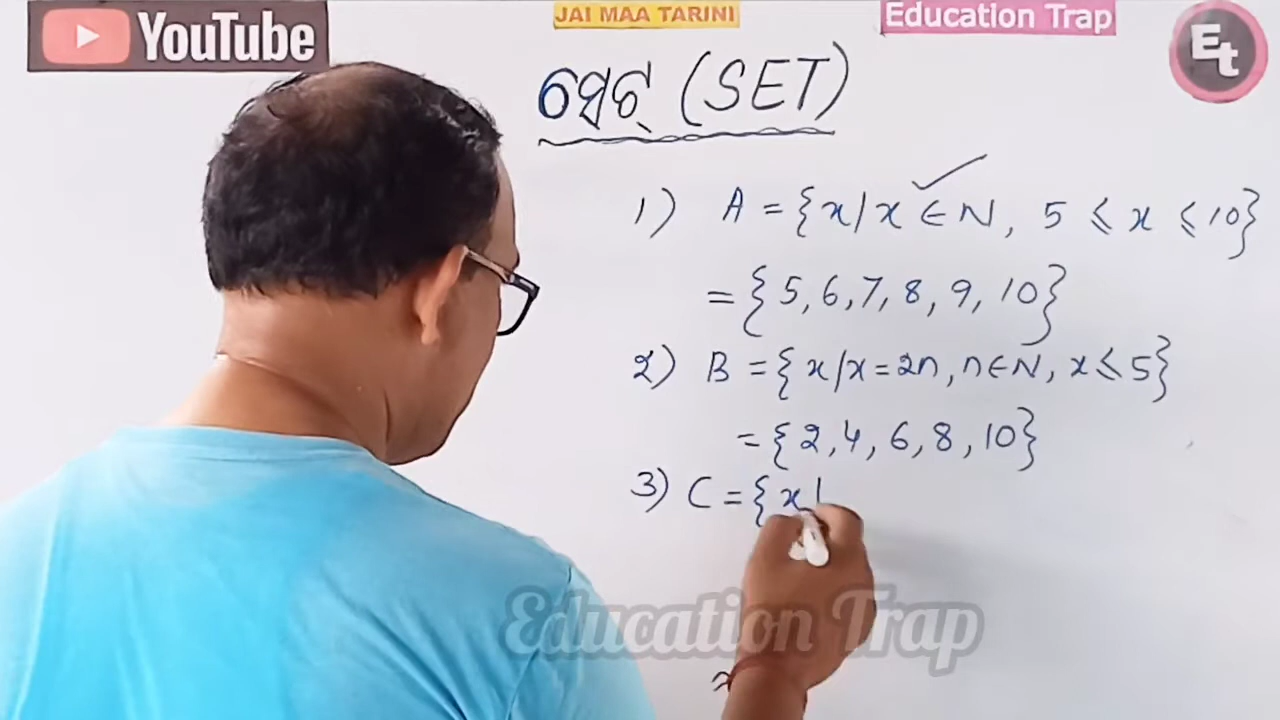 YouTube
JAI MAA TARINI
Education Trap
Et
ସେଟ୍ (SET)
1) A = {x/x ∈ N, 5 ⩽ x ⩽ 10}
= {5, 6, 7, 8, 9, 10}
2) B = {x/x = 2n, n ∈ N, x ⩽ 5}
= {2, 4, 6, 8, 10}
3) C = {x |
Education Trap